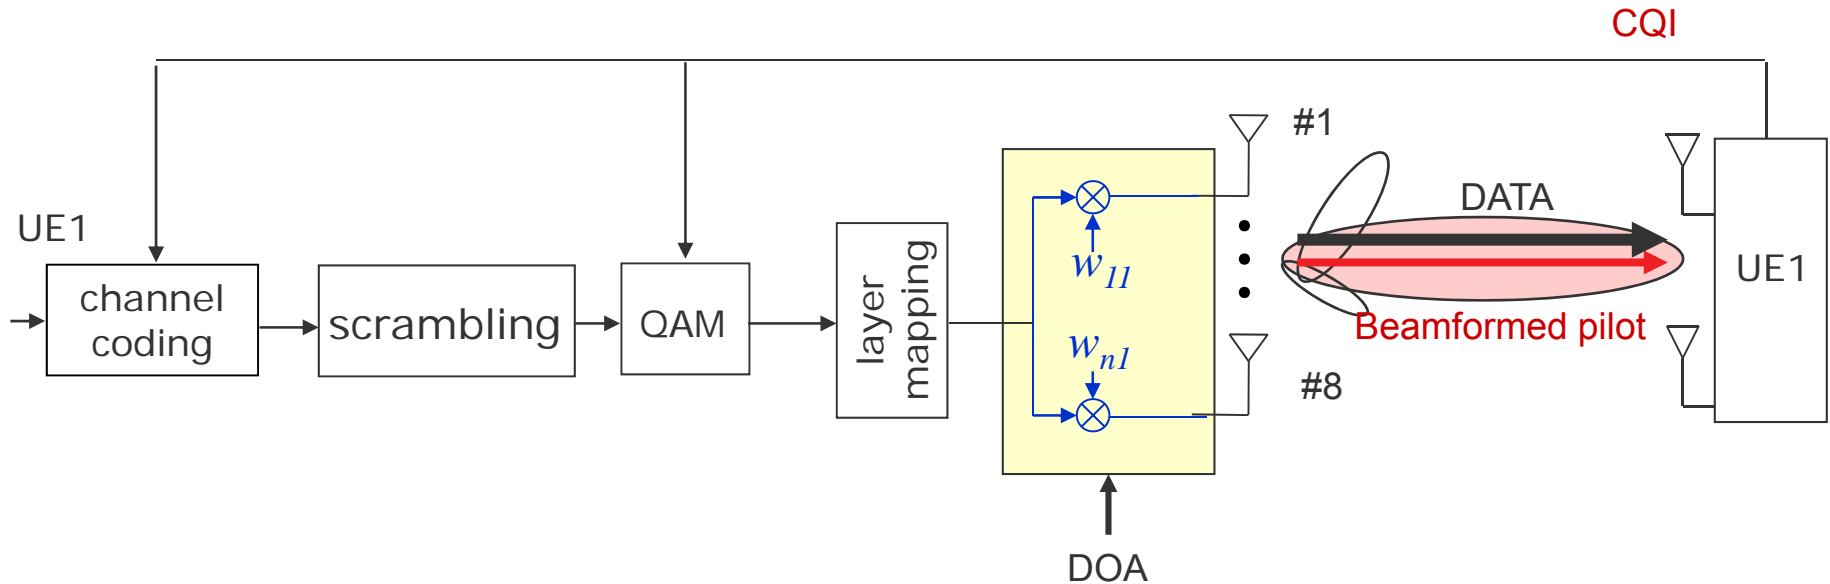 CQI
#1
DATA
UE1
channel
coding
scrambling
QAM
layer
mapping
w11
wn1
Beamformed pilot
#8
UE1
DOA